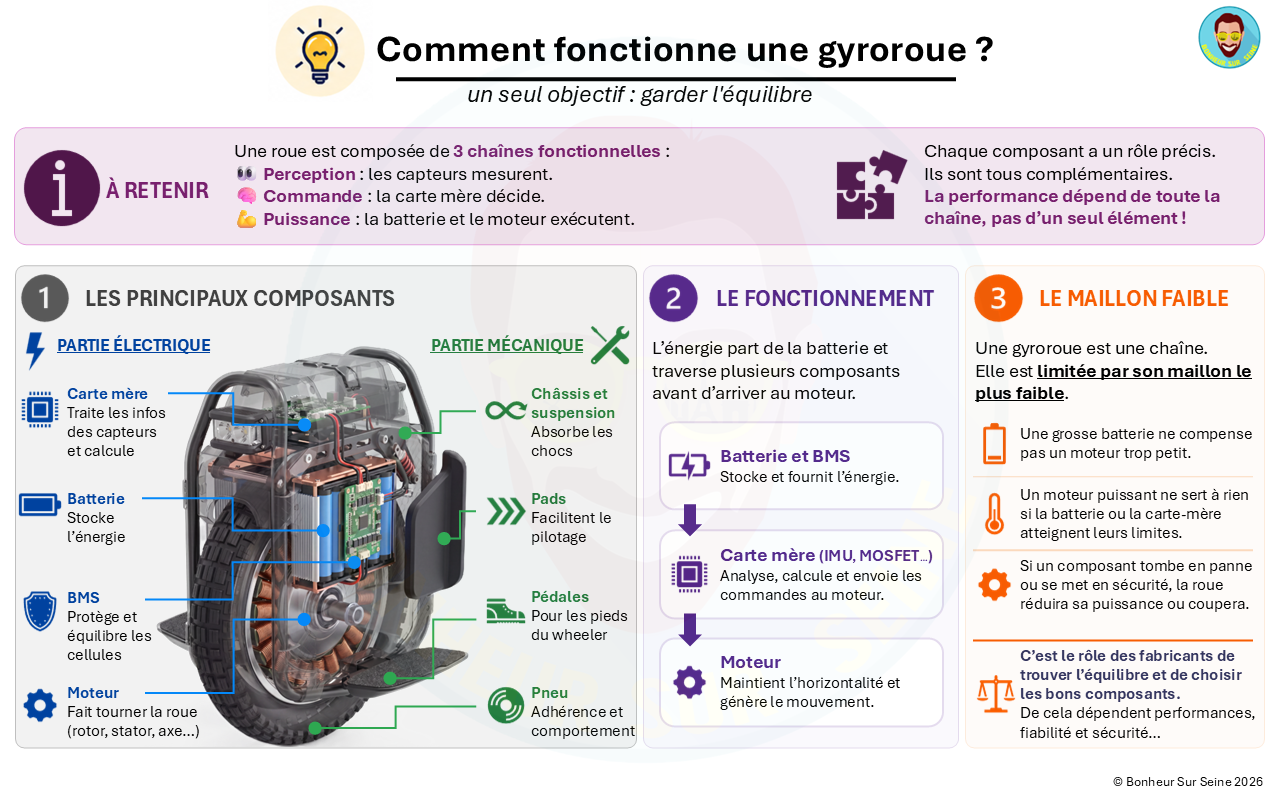 Comment fonctionne une gyroroue ?
un seul objectif : garder l'équilibre
BONHEUR SUR SEINE
À RETENIR
Une roue est composée de 3 chaînes fonctionnelles :
👀 Perception : les capteurs mesurent.
🧠 Commande : la carte mère décide.
💪 Puissance : la batterie et le moteur exécutent.
Chaque composant a un rôle précis.
Ils sont tous complémentaires.
La performance dépend de toute la
chaîne, pas d'un seul élément !
1 LES PRINCIPAUX COMPOSANTS
PARTIE ÉLECTRIQUE
Carte mère
Traite les infos
des capteurs
et calcule
Batterie
Stocke
l'énergie
BMS
Protège et
équilibre les
cellules
Moteur
Fait tourner la roue
(rotor, stator, axe...)
PARTIE MÉCANIQUE
Châssis et
suspension
Absorbe les
chocs
Pads
Facilitent le
pilotage
Pédales
Pour les pieds
du wheeler
Pneu
Adhérence et
comportement
2 LE FONCTIONNEMENT
L'énergie part de la batterie et
traverse plusieurs composants
avant d'arriver au moteur.
Batterie et BMS
Stocke et fournit l'énergie.
Carte mère (IMU, MOSFET...)
Analyse, calcule et envoie les
commandes au moteur.
Moteur
Maintient l'horizontalité et
génère le mouvement.
3 LE MAILLON FAIBLE
Une gyroroue est une chaîne.
Elle est limitée par son maillon le
plus faible.
Une grosse batterie ne compense
pas un moteur trop petit.
Un moteur puissant ne sert à rien
si la batterie ou la carte-mère
atteignent leurs limites.
Si un composant tombe en panne
ou se met en sécurité, la roue
réduira sa puissance ou coupera.
C'est le rôle des fabricants de
trouver l'équilibre et de choisir
les bons composants.
De cela dépendent performances,
fiabilité et sécurité...
© Bonheur Sur Seine 2026